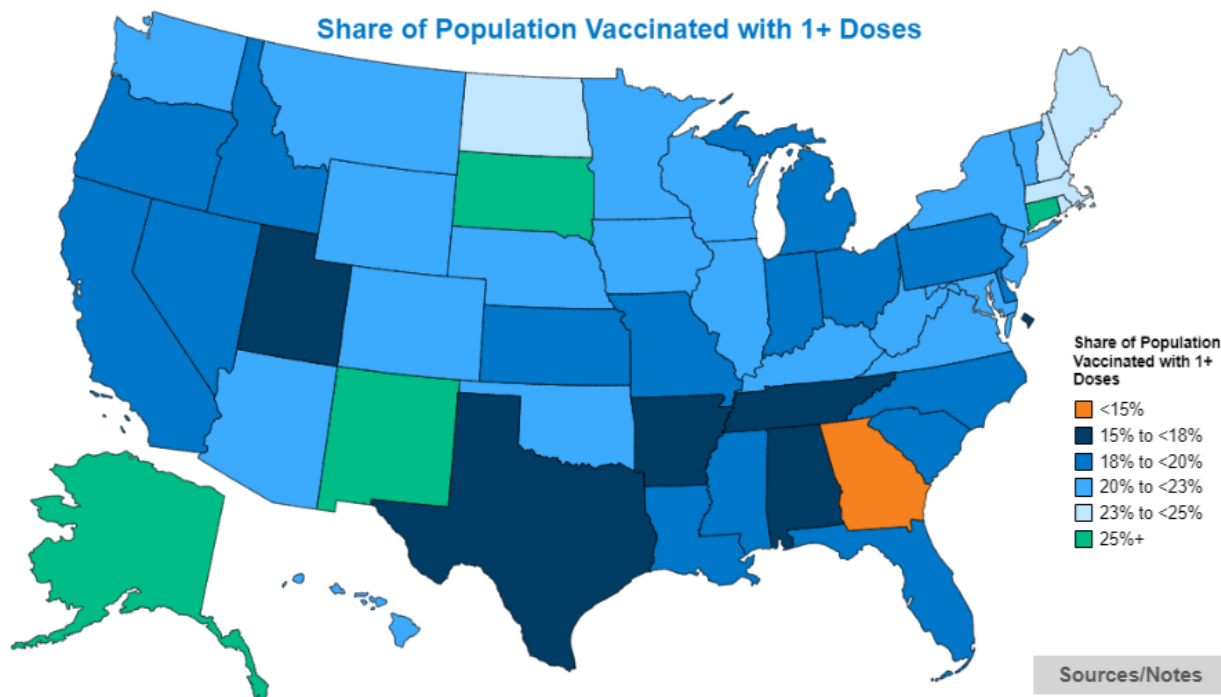 Share of Population Vaccinated with 1+ Doses
Share of Population
Vaccinated with 1+
Doses
<15%
15% to <18%
18% to <20%
20% to <23%
23% to <25%
25%+
Sources/Notes